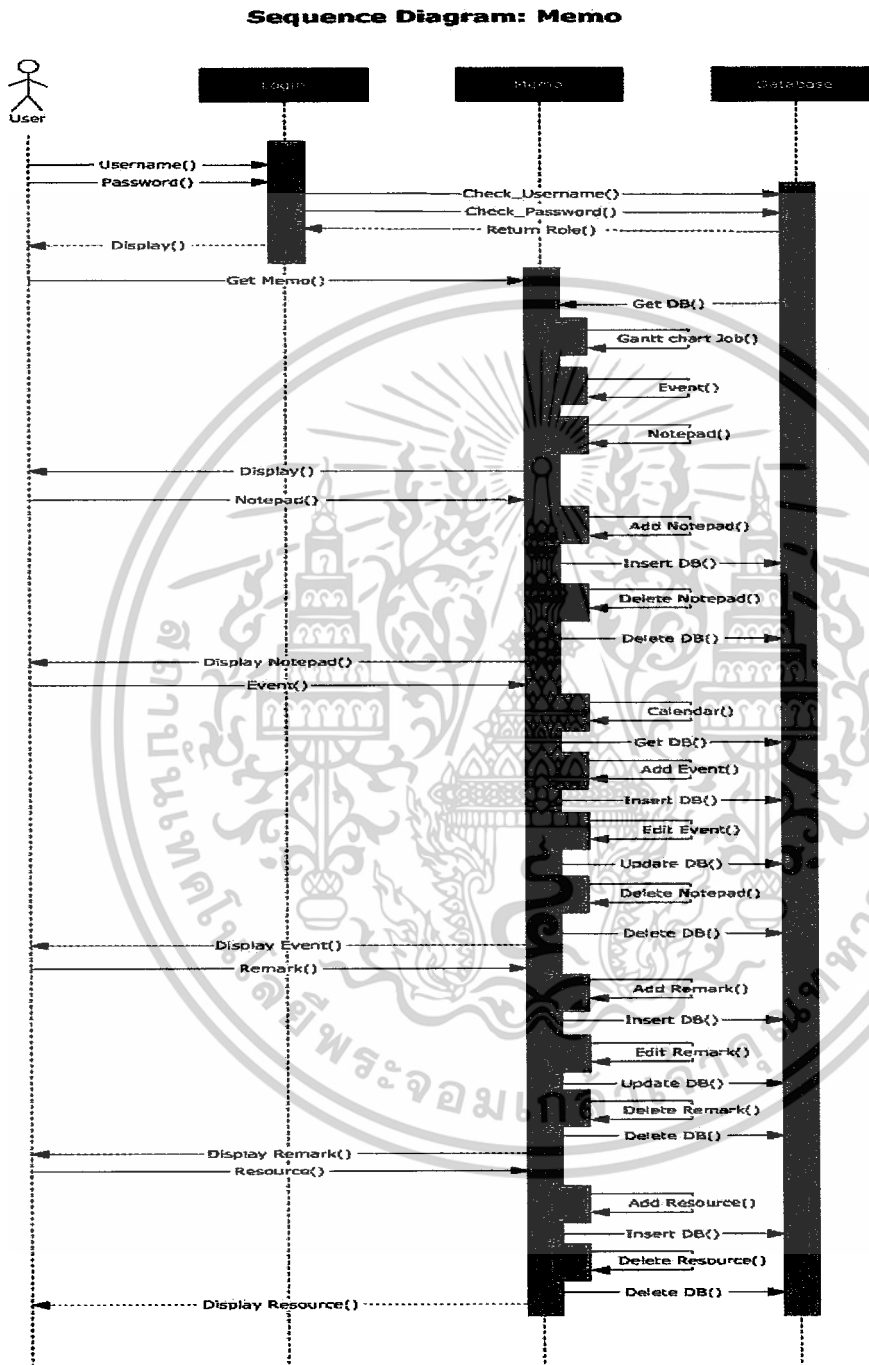 Sequence Diagram: Memo
User
Login
Memo
Database
Username()
Password()
Check_Username()
Check_Password()
Return Role()
Display()
Get Memo()
Get DB()
Gantt chart Job()
Event()
Notepad()
Display()
Notepad()
Add Notepad()
Insert DB()
Delete Notepad()
Delete DB()
Display Notepad()
Event()
Calendar()
Get DB()
Add Event()
Insert DB()
Edit Event()
Update DB()
Delete Notepad()
Delete DB()
Display Event()
Remark()
Add Remark()
Insert DB()
Edit Remark()
Update DB()
Delete Remark()
Delete DB()
Display Remark()
Resource()
Add Resource()
Insert DB()
Delete Resource()
Delete DB()
Display Resource()